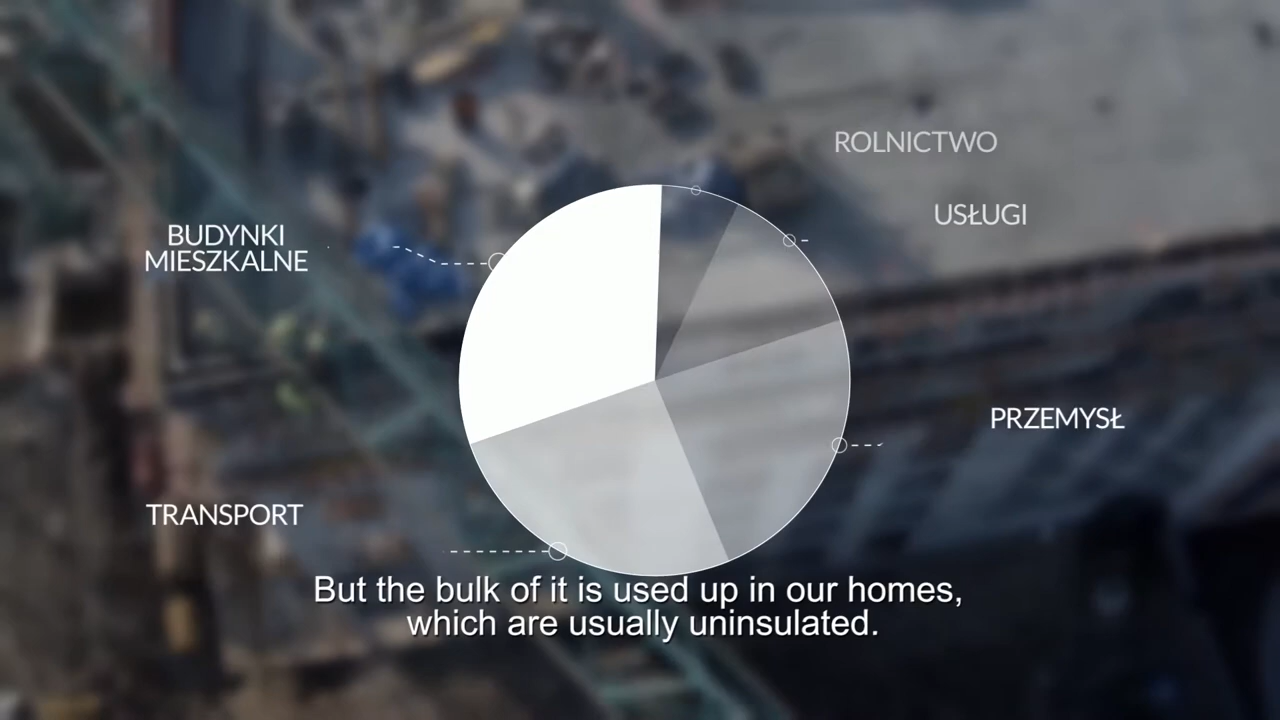 ROLNICTWO
USŁUGI
BUDYNKI
MIESZKALNE
PRZEMYSŁ
TRANSPORT
But the bulk of it is used up in our homes,
which are usually uninsulated.